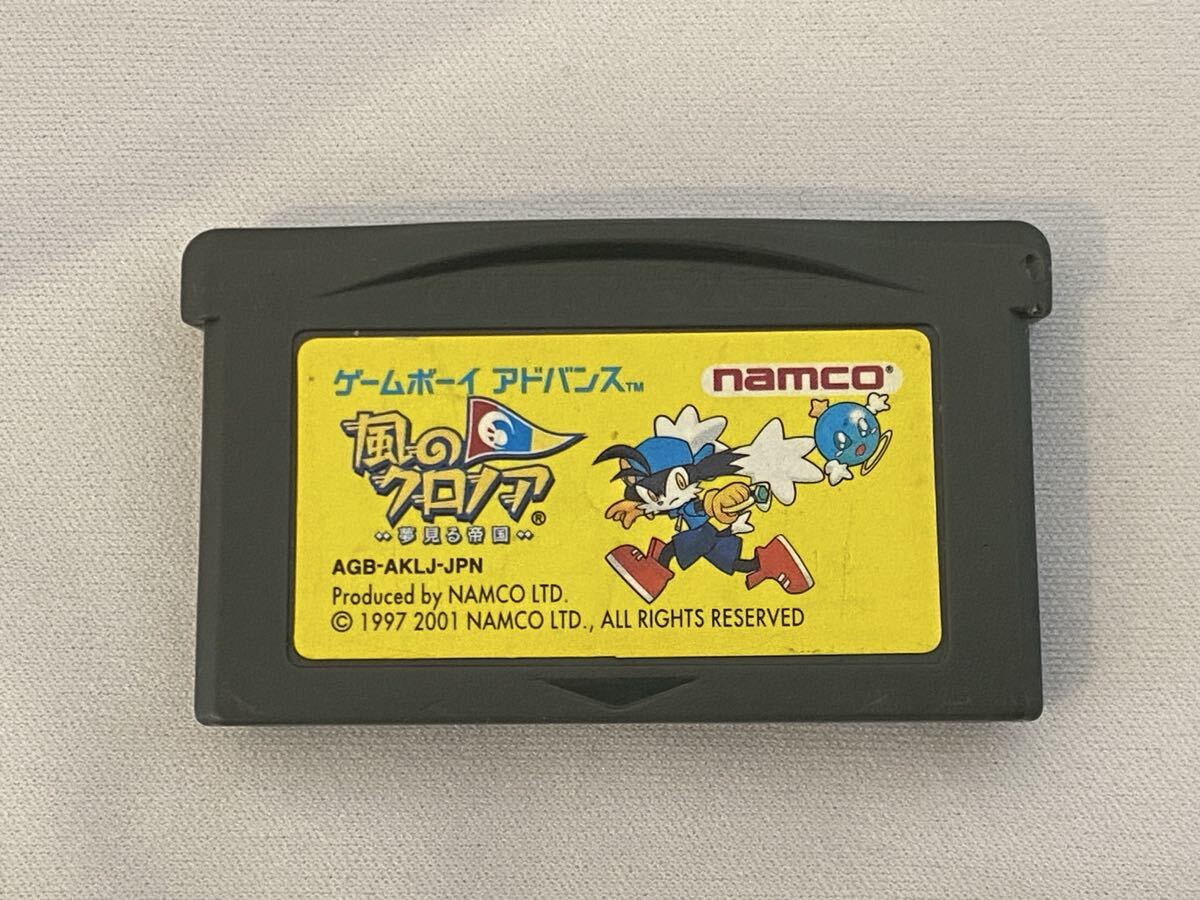 ゲームボーイ アドバンス™
namco®
風のクロノア®
夢見る帝国
AGB-AKLJ-JPN
Produced by NAMCO LTD.
© 1997 2001 NAMCO LTD., ALL RIGHTS RESERVED